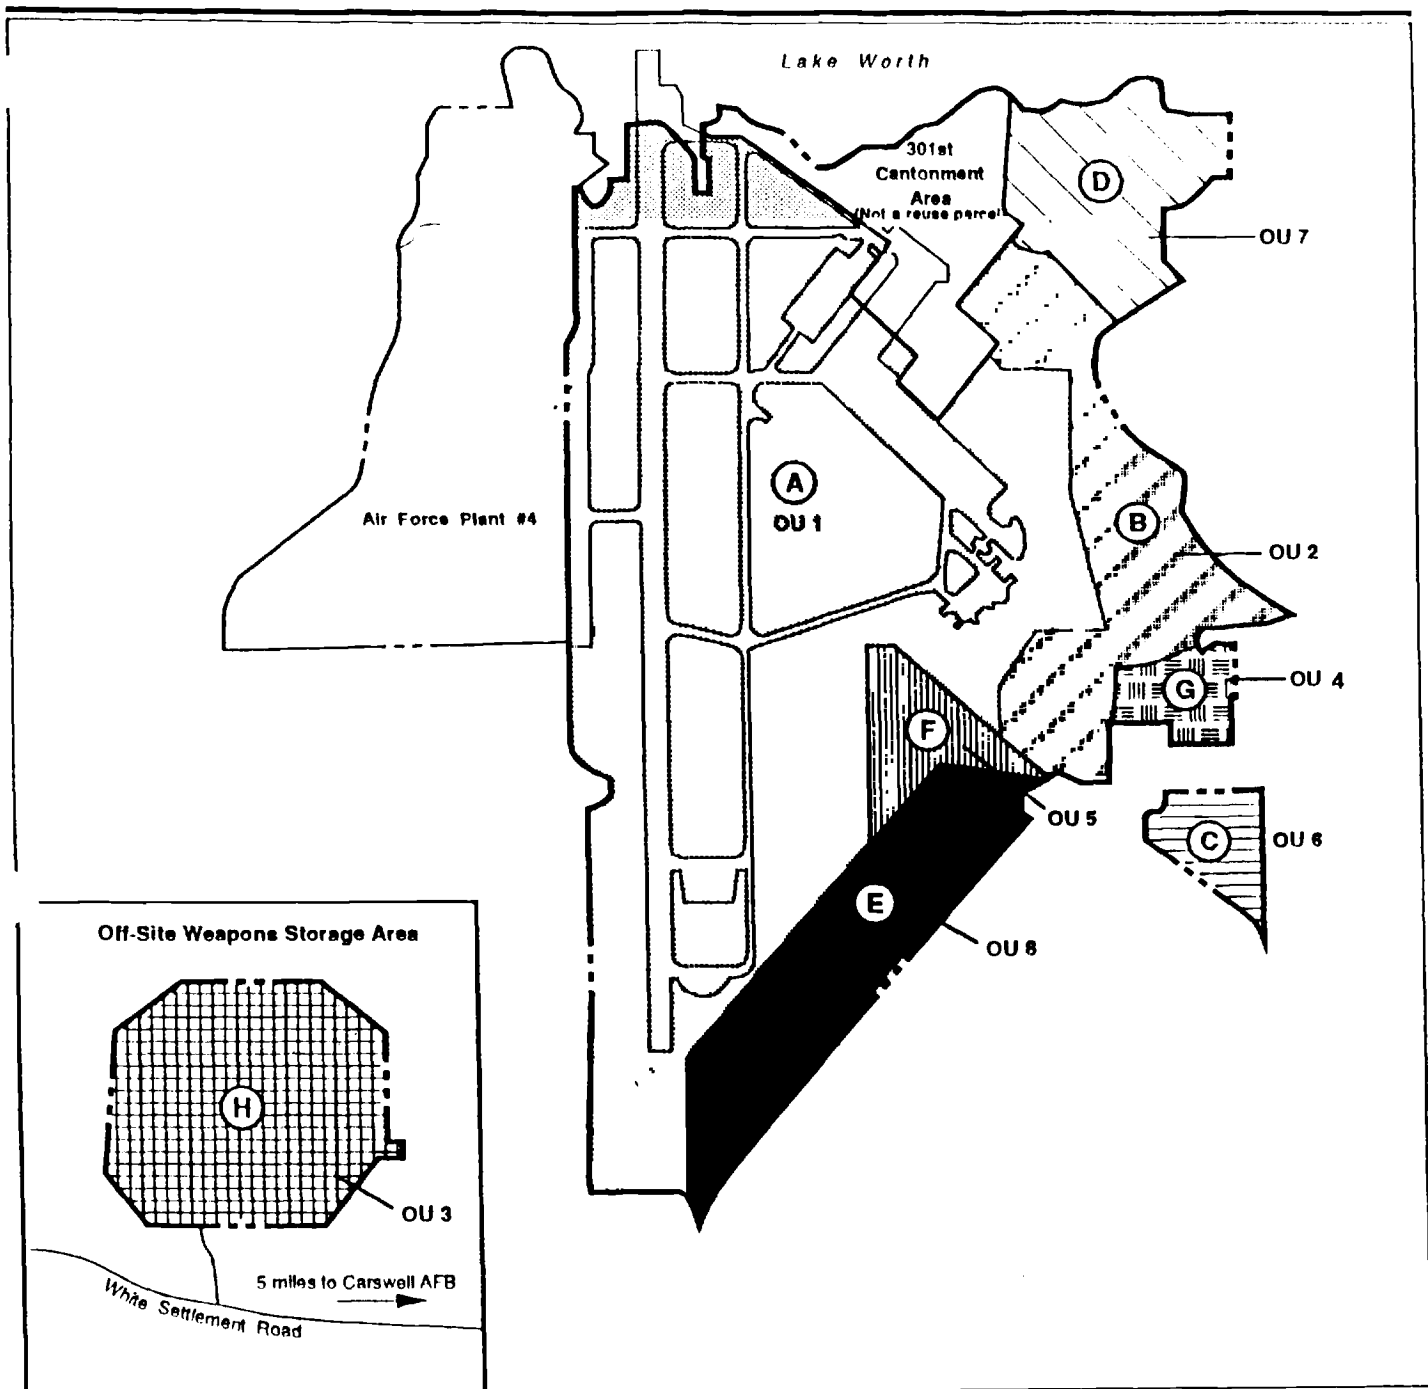 Lake Worth
301st
Cantonment
Area
(Not a reuse parcel
D
OU 7
A
OU 1
Air Force Plant #4
B
OU 2
G
OU 4
F
OU 5
C
OU 6
E
OU 8
Off-Site Weapons Storage Area
H
OU 3
5 miles to Carswell AFB
White Settlement Road